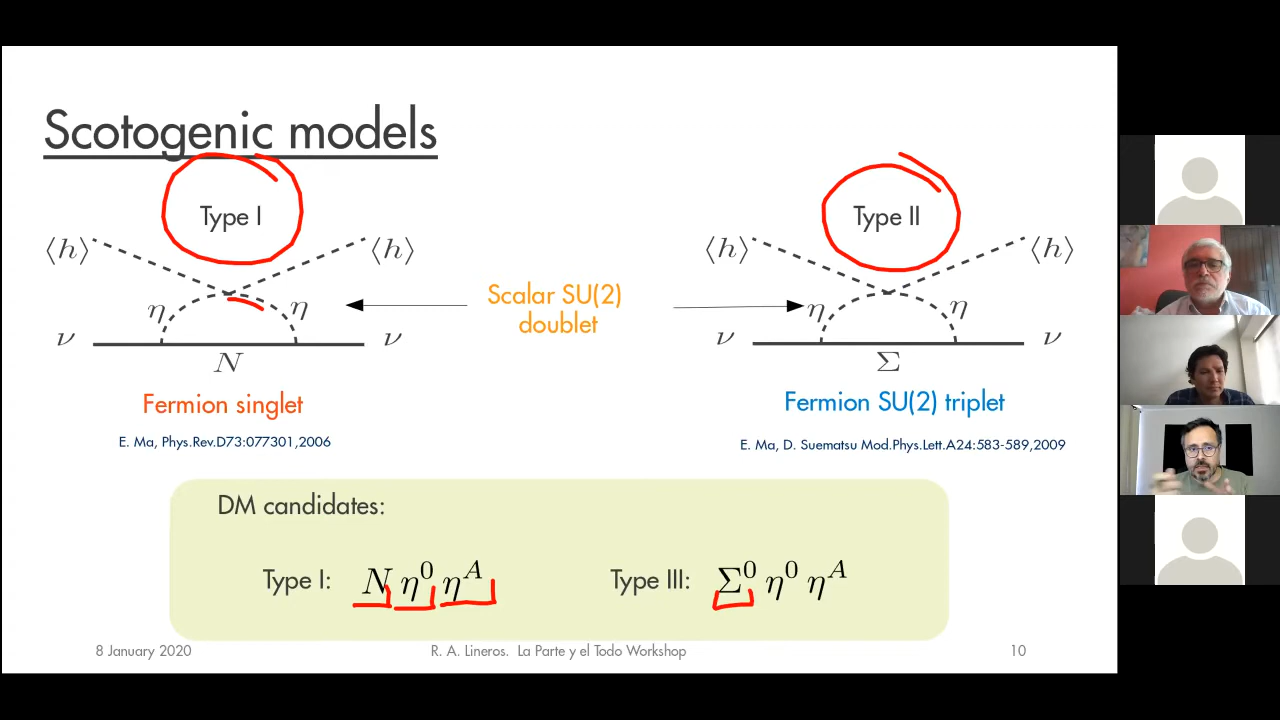 Scotogenic models
Type I
⟨h⟩ ⟨h⟩
η η
ν ν
N
Fermion singlet
E. Ma, Phys.Rev.D73:077301,2006
Scalar SU(2)
doublet
Type II
⟨h⟩ ⟨h⟩
η η
ν ν
Σ
Fermion SU(2) triplet
E. Ma, D. Suematsu Mod.Phys.Lett.A24:583-589,2009
DM candidates:
Type I: N η⁰ ηᴬ
Type III: Σ⁰ η⁰ ηᴬ
8 January 2020
R. A. Lineros. La Parte y el Todo Workshop
10